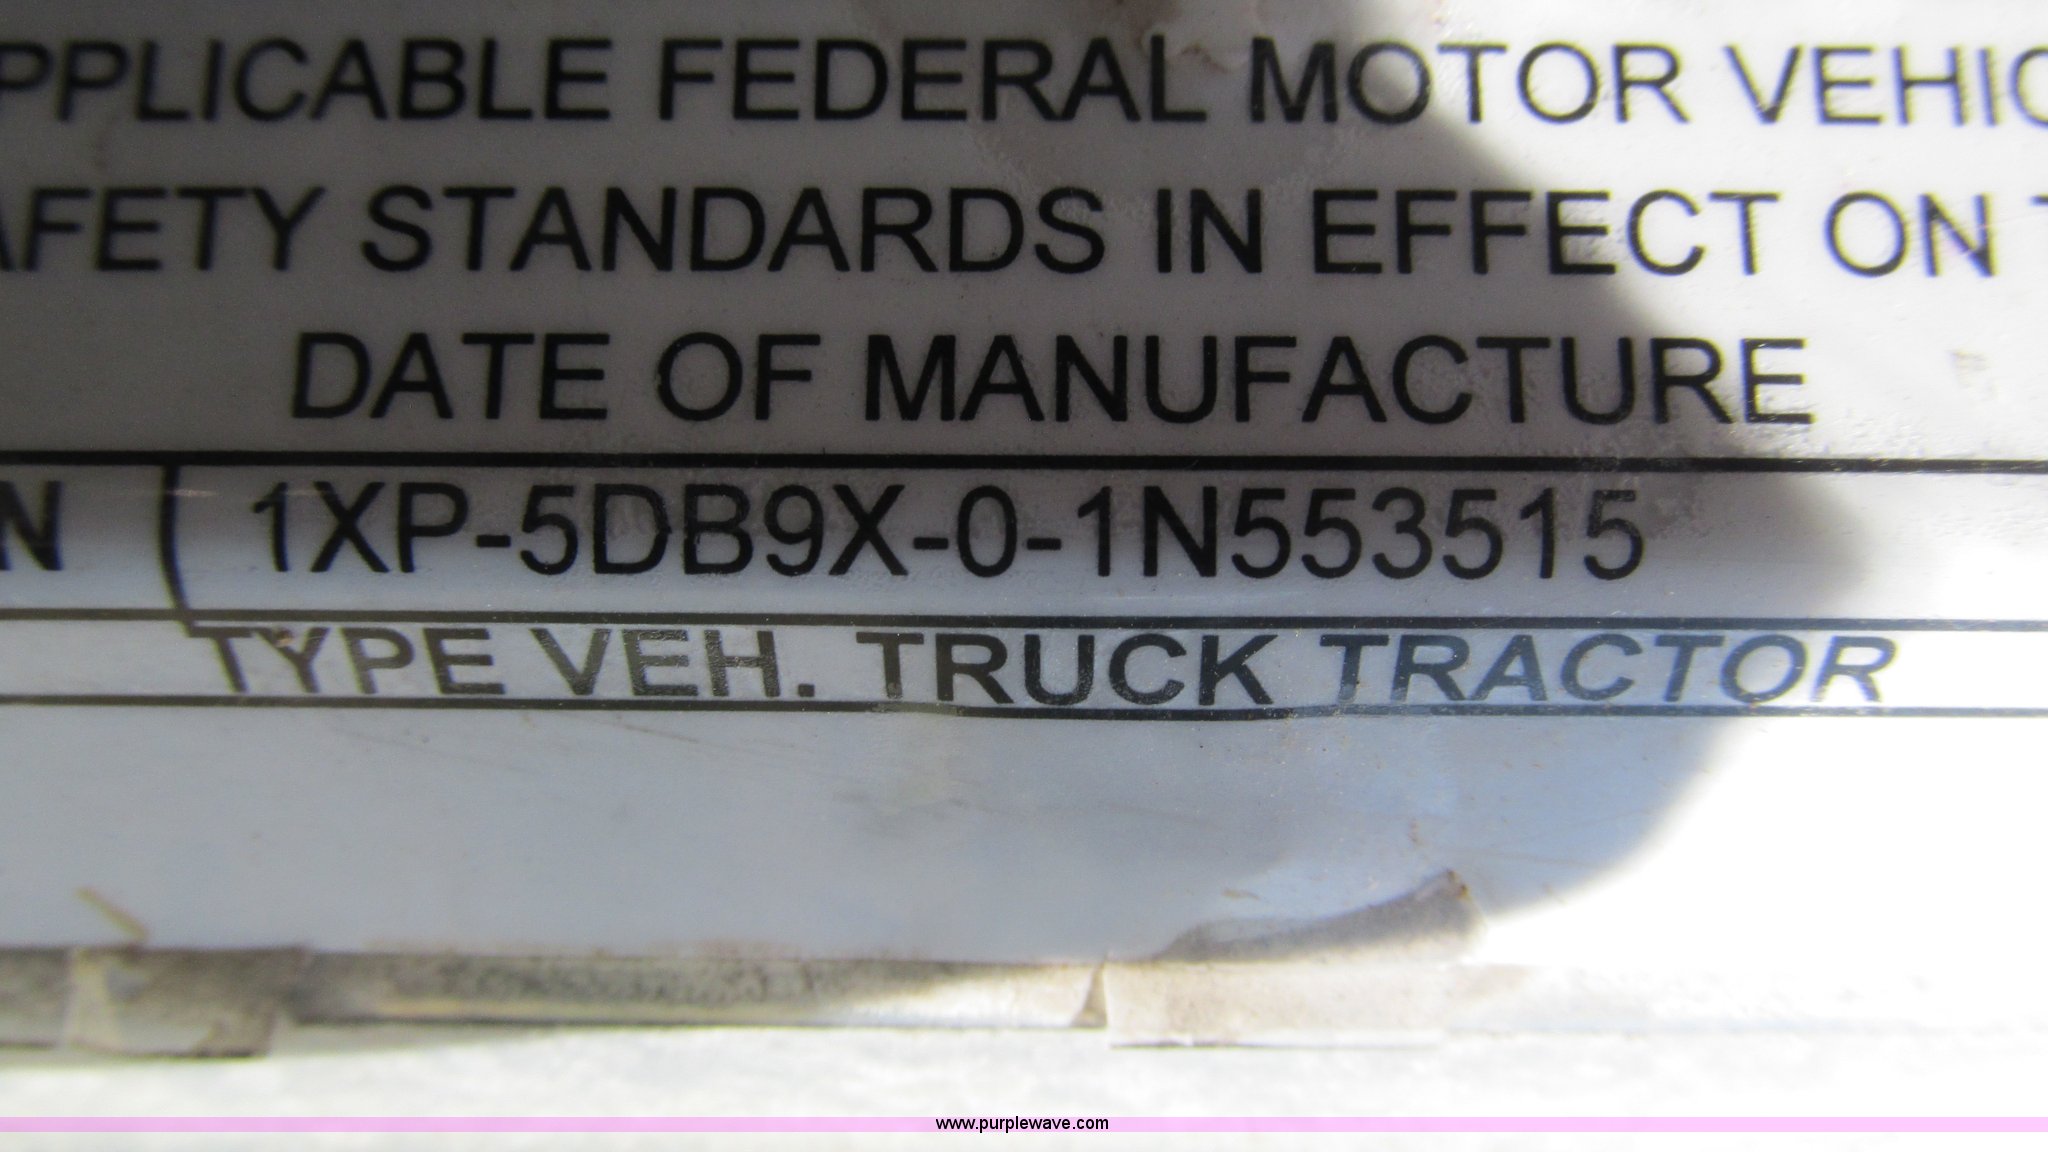 PPLICABLE FEDERAL MOTOR VEHIC
AFETY STANDARDS IN EFFECT ON T
DATE OF MANUFACTURE
N 1XP-5DB9X-0-1N553515
TYPE VEH. TRUCK TRACTOR
www.purplewave.com